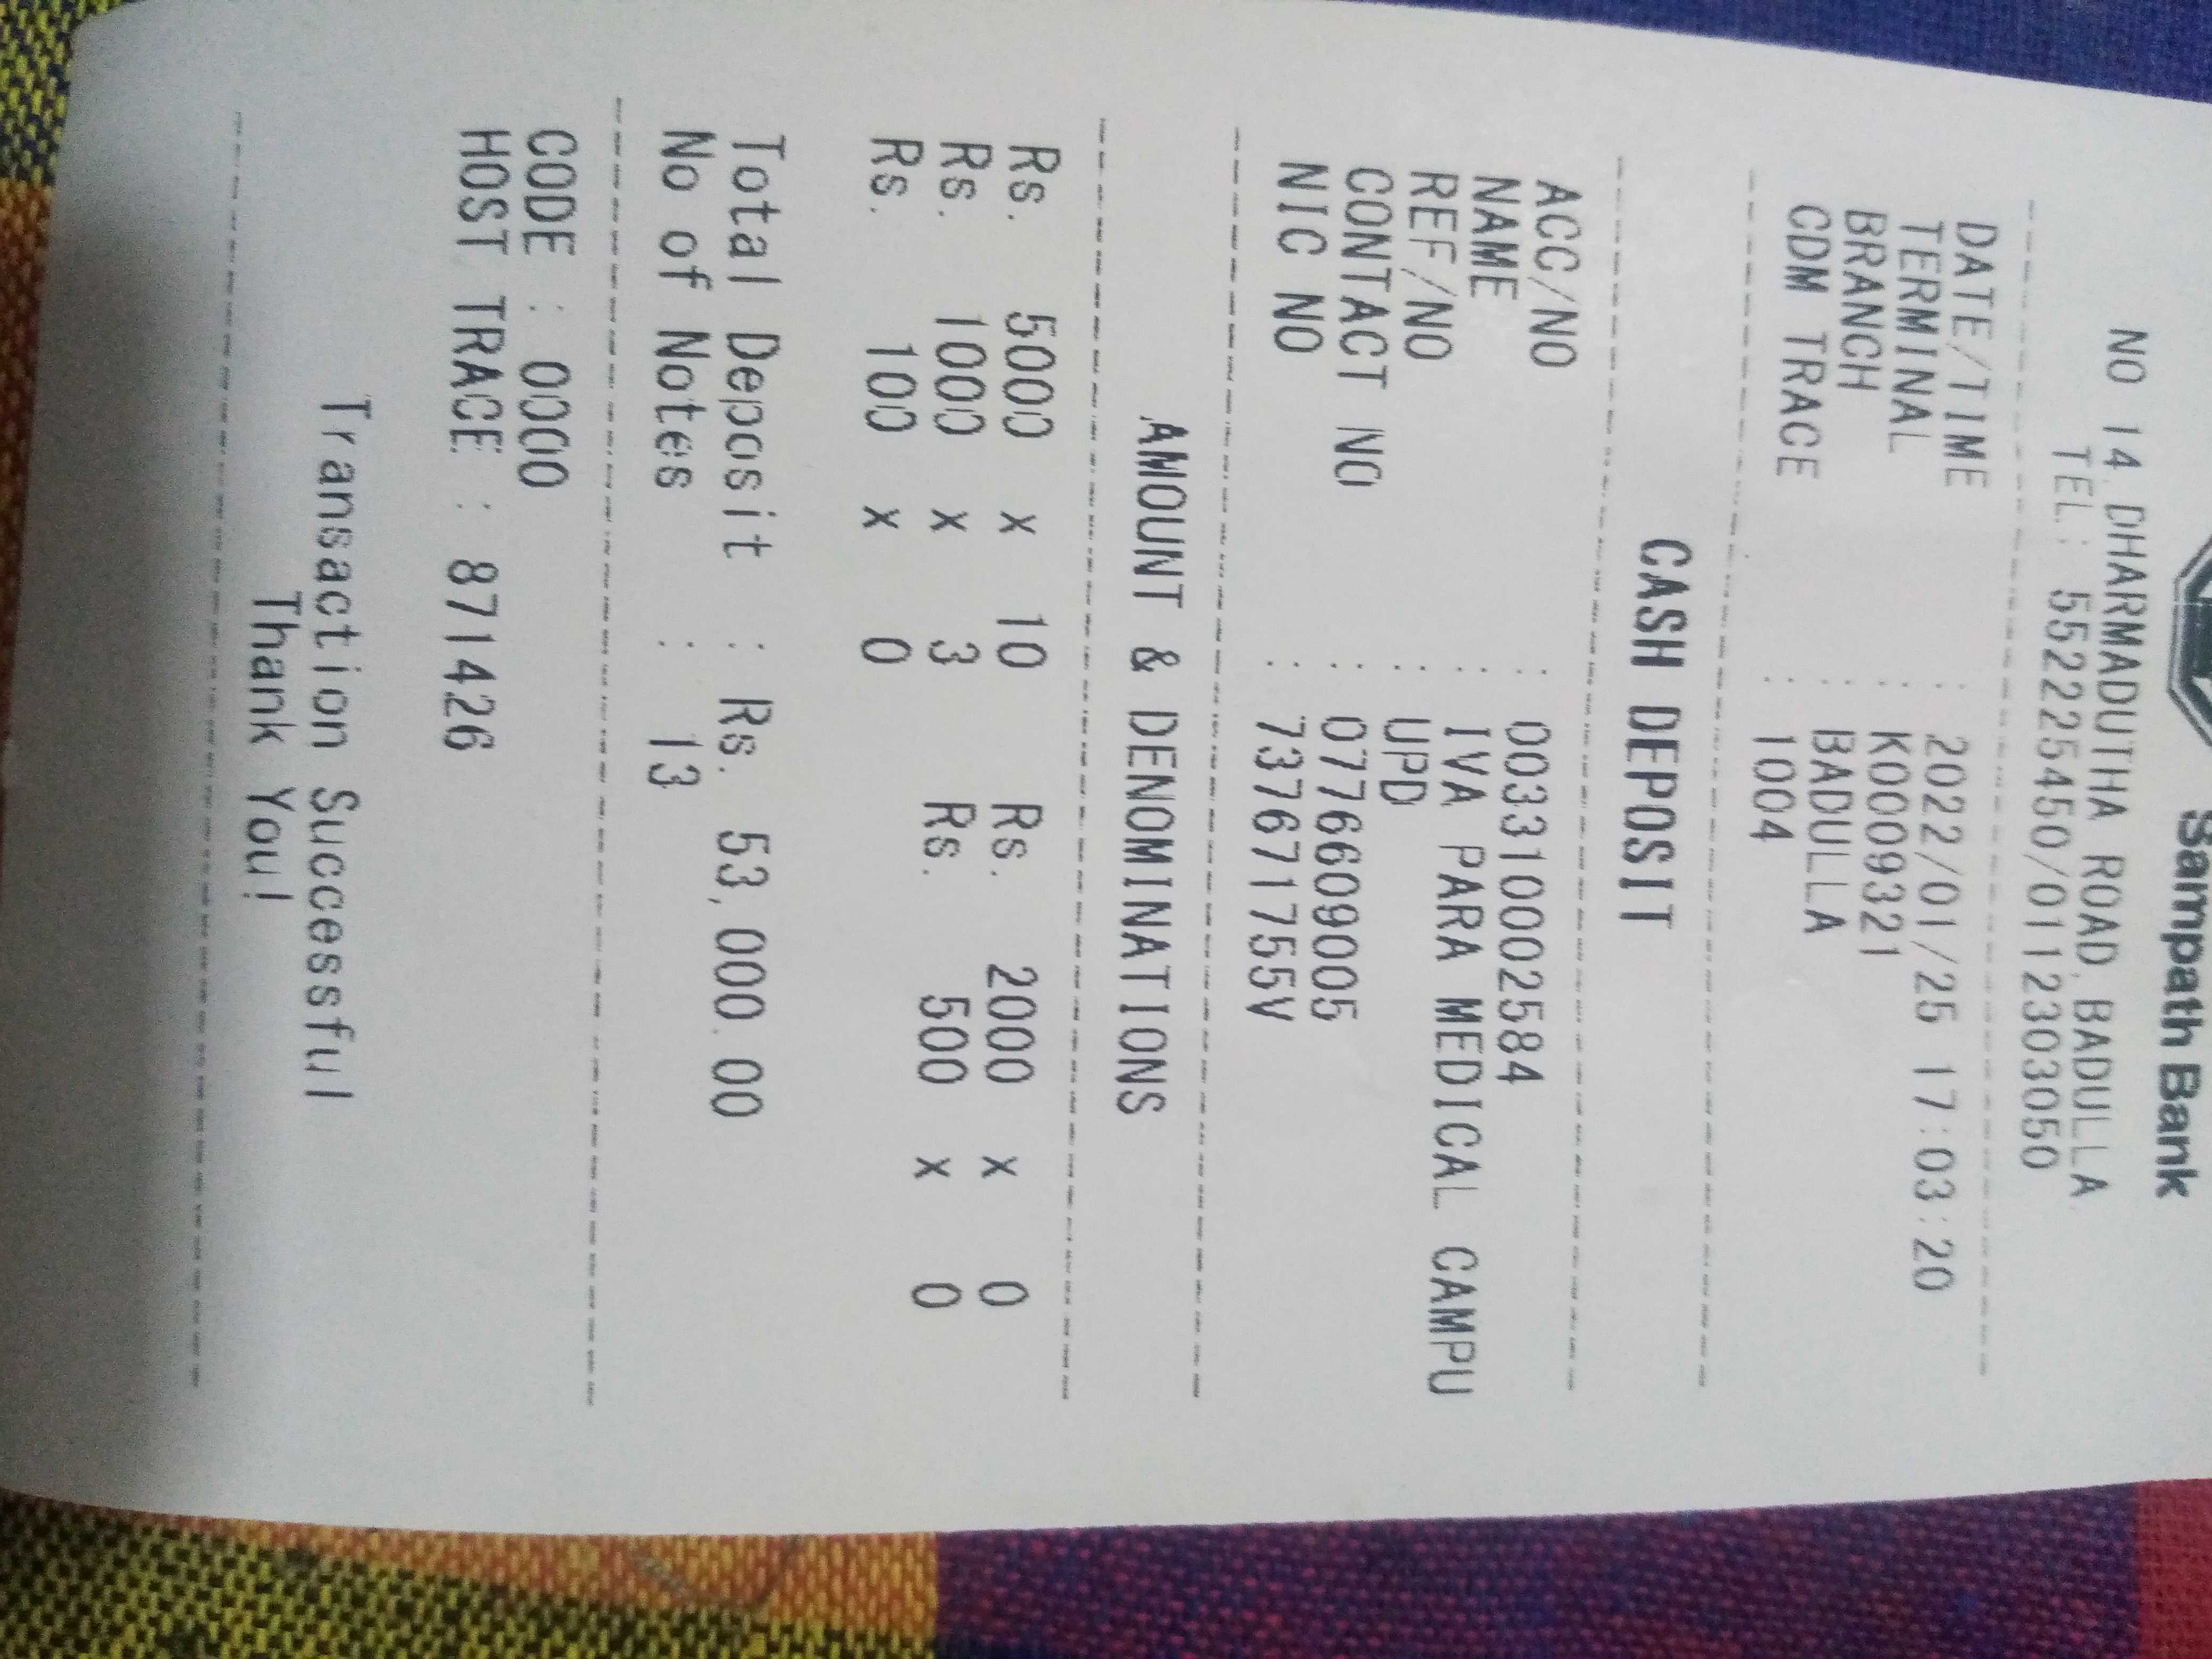 Sampath Bank
NO 14, DHARMADUTHA ROAD, BADULLA.
TEL: 552225450/0112303050
DATE/TIME : 2022/01/25 17:03:20
TERMINAL : K0009321
BRANCH : BADULLA
CDM TRACE : 1004
CASH DEPOSIT
ACC/NO : 003310002584
NAME : IVA PARA MEDICAL CAMPU
REF/NO : UPD
CONTACT NO : 0776609005
NIC NO : 737671755V
AMOUNT & DENOMINATIONS
Rs. 5000 x 10 Rs. 2000 x 0
Rs. 1000 x 3 Rs. 500 x 0
Rs. 100 x 0
Total Deposit : Rs. 53,000.00
No of Notes : 13
CODE : 0000
HOST TRACE : 871426
Transaction Successful
Thank You!